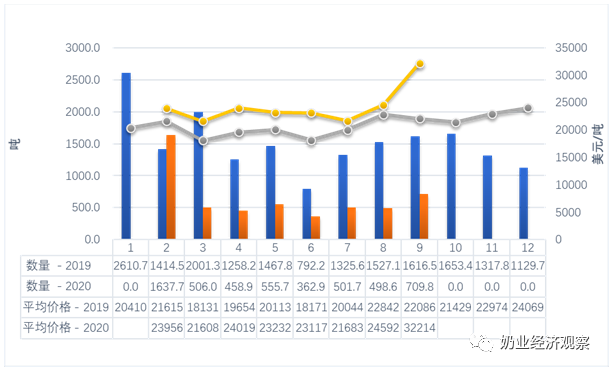 3000.0 35000
2500.0 30000
2000.0 25000
1500.0 20000
1000.0 15000
500.0 10000
0.0 5000
0
吨
美元/吨
1 2 3 4 5 6 7 8 9 10 11 12
数量 - 2019 2610.7 1414.5 2001.3 1258.2 1467.8 792.2 1325.6 1527.1 1616.5 1653.4 1317.8 1129.7
数量 - 2020 0.0 1637.7 506.0 458.9 555.7 362.9 501.7 498.6 709.8 0.0 0.0 0.0
平均价格 - 2019 20410 21615 18131 19654 20113 18171 20044 22842 22086 21429 22974 24069
平均价格 - 2020 23956 21608 24019 23232 23117 21683 24592 32214
奶业经济观察